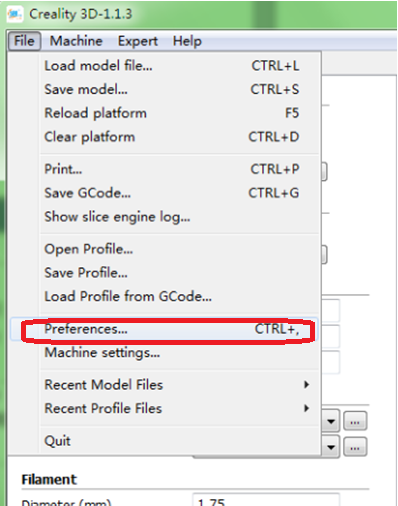 Creality 3D-1.1.3
File Machine Expert Help
Load model file... CTRL+L
Save model... CTRL+S
Reload platform F5
Clear platform CTRL+D
Print... CTRL+P
Save GCode... CTRL+G
Show slice engine log...
Open Profile...
Save Profile...
Load Profile from GCode...
Preferences... CTRL+,
Machine settings...
Recent Model Files
Recent Profile Files
...
Quit
...
Filament
Diameter (mm) 1.75